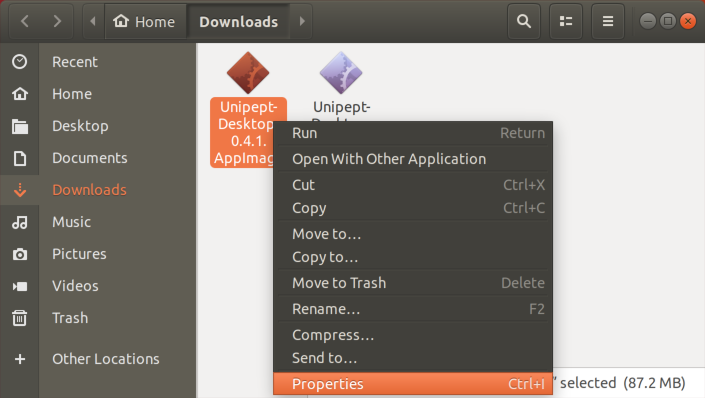 Home
Downloads
Recent
Home
Desktop
Documents
Downloads
Music
Pictures
Videos
Trash
Other Locations
Unipept-
Desktop-
0.4.1.
AppImag
Unipept-
Run Return
Open With Other Application
Cut Ctrl+X
Copy Ctrl+C
Move to…
Copy to…
Move to Trash Delete
Rename… F2
Compress…
Send to…
Properties Ctrl+I
" selected (87.2 MB)